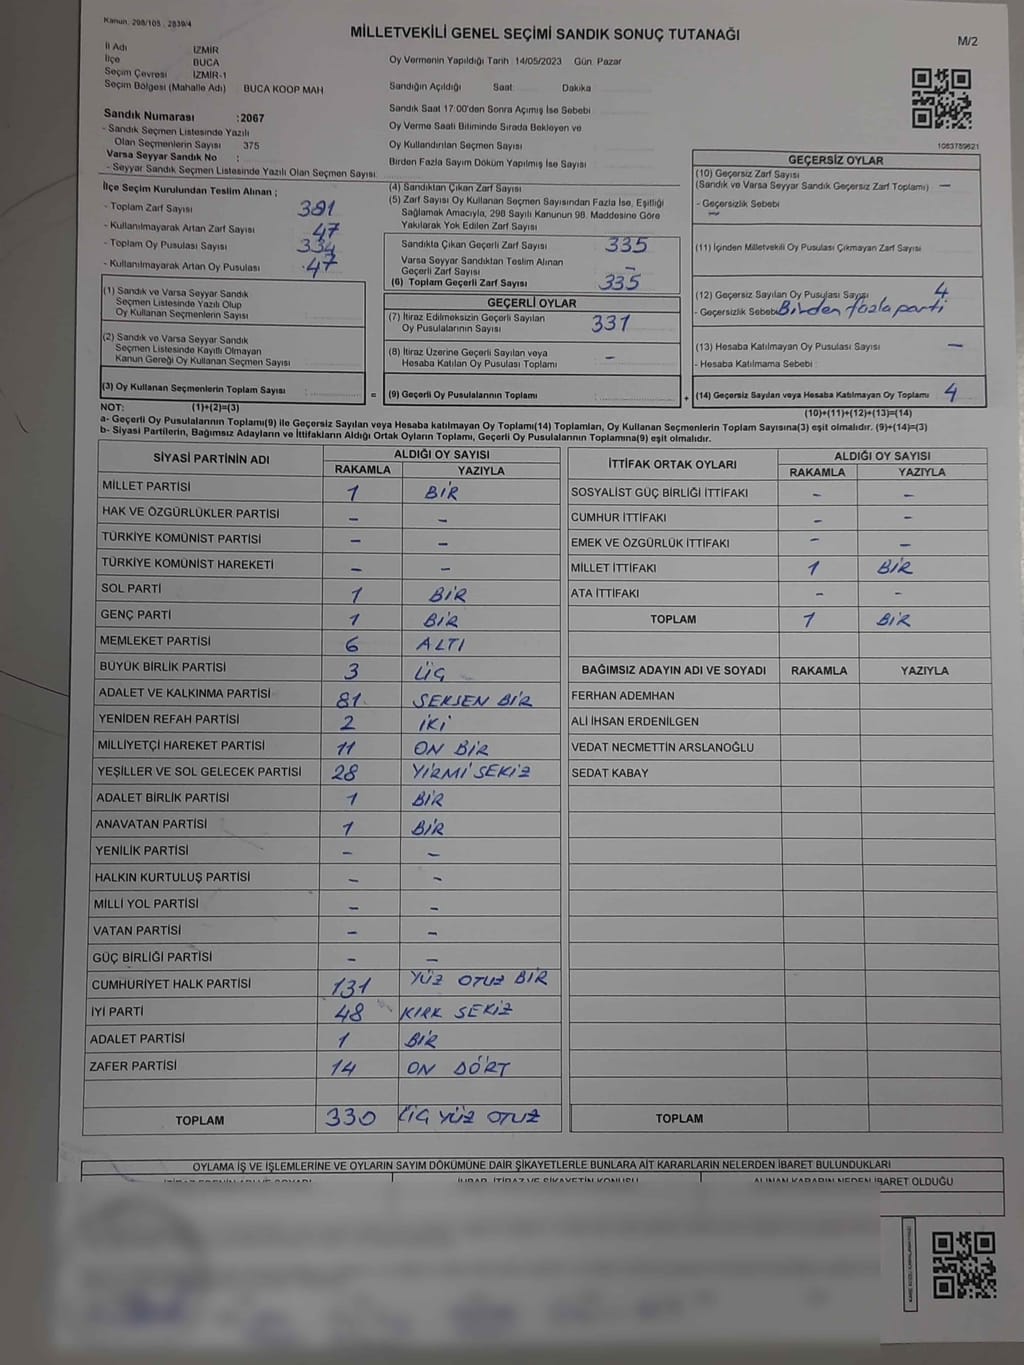 Kanun. 298/105 . 2839/4
MİLLETVEKİLİ GENEL SEÇİMİ SANDIK SONUÇ TUTANAĞI
M/2
İl Adı İZMİR
İlçe BUCA
Seçim Çevresi İZMİR-1
Seçim Bölgesi (Mahalle Adı) BUCA KOOP MAH
Sandık Numarası :2067
- Sandık Seçmen Listesinde Yazılı
Olan Seçmenlerin Sayısı 375
Varsa Seyyar Sandık No :
- Seyyar Sandık Seçmen Listesinde Yazılı Olan Seçmen Sayısı
Oy Vermenin Yapıldığı Tarih 14/05/2023 Gün Pazar
Sandığın Açıldığı Saat Dakika
Sandık Saat 17:00'den Sonra Açımış İse Sebebi
Oy Verme Saati Bitiminde Sırada Bekleyen ve
Oy Kullandırılan Seçmen Sayısı
Birden Fazla Sayım Döküm Yapılmış İse Sayısı
1063759621
İlçe Seçim Kurulundan Teslim Alınan ;
- Toplam Zarf Sayısı 381
- Kullanılmayarak Artan Zarf Sayısı 47
- Toplam Oy Pusulası Sayısı 334
- Kullanılmayarak Artan Oy Pusulası 47
(1) Sandık ve Varsa Seyyar Sandık
Seçmen Listesinde Yazılı Olup
Oy Kullanan Seçmenlerin Sayısı
(2) Sandık ve Varsa Seyyar Sandık
Seçmen Listesinde Kayıtlı Olmayan
Kanun Gereği Oy Kullanan Seçmen Sayısı
(3) Oy Kullanan Seçmenlerin Toplam Sayısı :
(4) Sandıktan Çıkan Zarf Sayısı
(5) Zarf Sayısı Oy Kullanan Seçmen Sayısından Fazla İse, Eşitliği
Sağlamak Amacıyla, 298 Sayılı Kanunun 98. Maddesine Göre
Yakılarak Yok Edilen Zarf Sayısı
Sandıkta Çıkan Geçerli Zarf Sayısı 335
Varsa Seyyar Sandıktan Teslim Alınan
Geçerli Zarf Sayısı –
(6) Toplam Geçerli Zarf Sayısı 335
GEÇERLİ OYLAR
(7) İtiraz Edilmeksizin Geçerli Sayılan
Oy Pusulalarının Sayısı 331
(8) İtiraz Üzerine Geçerli Sayılan veya
Hesaba Katılan Oy Pusulası Toplamı –
= (9) Geçerli Oy Pusulalarının Toplamı :
GEÇERSİZ OYLAR
(10) Geçersiz Zarf Sayısı
(Sandık ve Varsa Seyyar Sandık Geçersiz Zarf Toplamı) –
- Geçersizlik Sebebi
–
(11) İçinden Milletvekili Oy Pusulası Çıkmayan Zarf Sayısı
(12) Geçersiz Sayılan Oy Pusulası Sayısı 4
- Geçersizlik Sebebi Birden fazla parti
(13) Hesaba Katılmayan Oy Pusulası Sayısı –
- Hesaba Katılmama Sebebi
+ (14) Geçersiz Sayılan veya Hesaba Katılmayan Oy Toplamı 4
NOT: (1)+(2)=(3) (10)+(11)+(12)+(13)=(14)
a- Geçerli Oy Pusulalarının Toplamı(9) ile Geçersiz Sayılan veya Hesaba katılmayan Oy Toplamı(14) Toplamları, Oy Kullanan Seçmenlerin Toplam Sayısına(3) eşit olmalıdır. (9)+(14)=(3)
b- Siyasi Partilerin, Bağımsız Adayların ve İttifakların Aldığı Ortak Oyların Toplamı, Geçerli Oy Pusulalarının Toplamına(9) eşit olmalıdır.
SİYASİ PARTİNİN ADI ALDIĞI OY SAYISI
RAKAMLA YAZIYLA
MİLLET PARTİSİ 1 BİR
HAK VE ÖZGÜRLÜKLER PARTİSİ – –
TÜRKİYE KOMÜNİST PARTİSİ – –
TÜRKİYE KOMÜNİST HAREKETİ – –
SOL PARTİ 1 BİR
GENÇ PARTİ 1 BİR
MEMLEKET PARTİSİ 6 ALTI
BÜYÜK BİRLİK PARTİSİ 3 ÜÇ
ADALET VE KALKINMA PARTİSİ 81 SEKSEN BİR
YENİDEN REFAH PARTİSİ 2 İKİ
MİLLİYETÇİ HAREKET PARTİSİ 11 ON BİR
YEŞİLLER VE SOL GELECEK PARTİSİ 28 YİRMİ SEKİZ
ADALET BİRLİK PARTİSİ 1 BİR
ANAVATAN PARTİSİ 1 BİR
YENİLİK PARTİSİ – –
HALKIN KURTULUŞ PARTİSİ – –
MİLLİ YOL PARTİSİ – –
VATAN PARTİSİ – –
GÜÇ BİRLİĞİ PARTİSİ – –
CUMHURİYET HALK PARTİSİ 131 YÜZ OTUZ BİR
İYİ PARTİ 48 KIRK SEKİZ
ADALET PARTİSİ 1 BİR
ZAFER PARTİSİ 14 ON DÖRT
TOPLAM 330 ÜÇ YÜZ OTUZ
İTTİFAK ORTAK OYLARI ALDIĞI OY SAYISI
RAKAMLA YAZIYLA
SOSYALİST GÜÇ BİRLİĞİ İTTİFAKI – –
CUMHUR İTTİFAKI – –
EMEK VE ÖZGÜRLÜK İTTİFAKI – –
MİLLET İTTİFAKI 1 BİR
ATA İTTİFAKI – –
TOPLAM 1 BİR
BAĞIMSIZ ADAYIN ADI VE SOYADI RAKAMLA YAZIYLA
FERHAN ADEMHAN
ALİ İHSAN ERDENİLGEN
VEDAT NECMETTİN ARSLANOĞLU
SEDAT KABAY
TOPLAM
OYLAMA İŞ VE İŞLEMLERİNE VE OYLARIN SAYIM DÖKÜMÜNE DAİR ŞİKAYETLERLE BUNLARA AİT KARARLARIN NELERDEN İBARET BULUNDUKLARI
İHBAR, İTİRAZ VE ŞİKAYETİN KONUSU ALINAN KARARIN NEDEN İBARET OLDUĞU